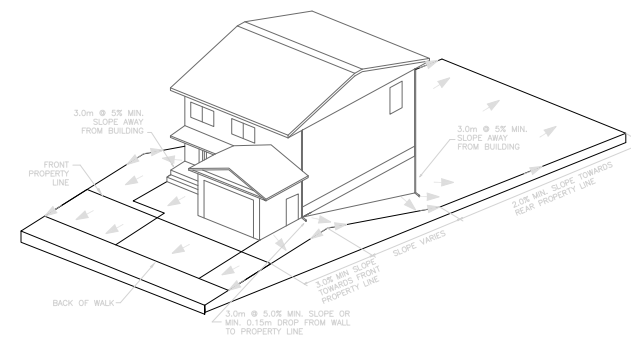 3.0m @ 5% MIN.
SLOPE AWAY
FROM BUILDING
FRONT
PROPERTY
LINE
3.0m @ 5% MIN.
SLOPE AWAY
FROM BUILDING
2.0% MIN. SLOPE TOWARDS
REAR PROPERTY LINE
SLOPE VARIES
3.0% MIN SLOPE
TOWARDS FRONT
PROPERTY LINE
BACK OF WALK
3.0m @ 5.0% MIN. SLOPE OR
MIN. 0.15m DROP FROM WALL
TO PROPERTY LINE